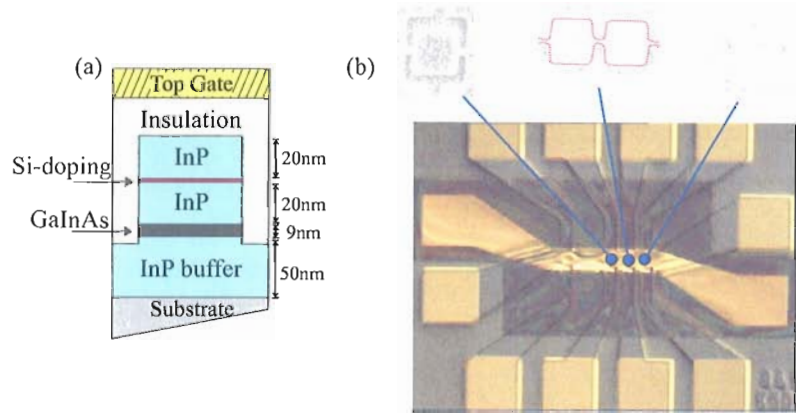 (a)
(b)
Top Gate
Insulation
InP
20nm
Si-doping
InP
20nm
GaInAs
9nm
InP buffer
50nm
Substrate